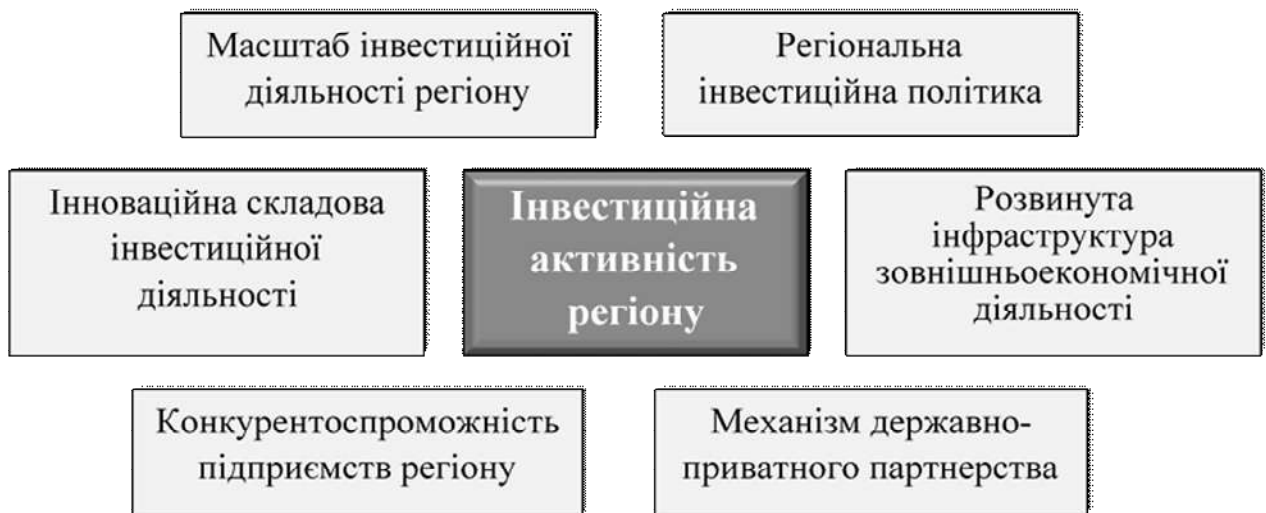 Масштаб інвестиційної
діяльності регіону
Регіональна
інвестиційна політика
Інноваційна складова
інвестиційної
діяльності
Інвестиційна
активність
регіону
Розвинута
інфраструктура
зовнішньоекономічної
діяльності
Конкурентоспроможність
підприємств регіону
Механізм державно-
приватного партнерства